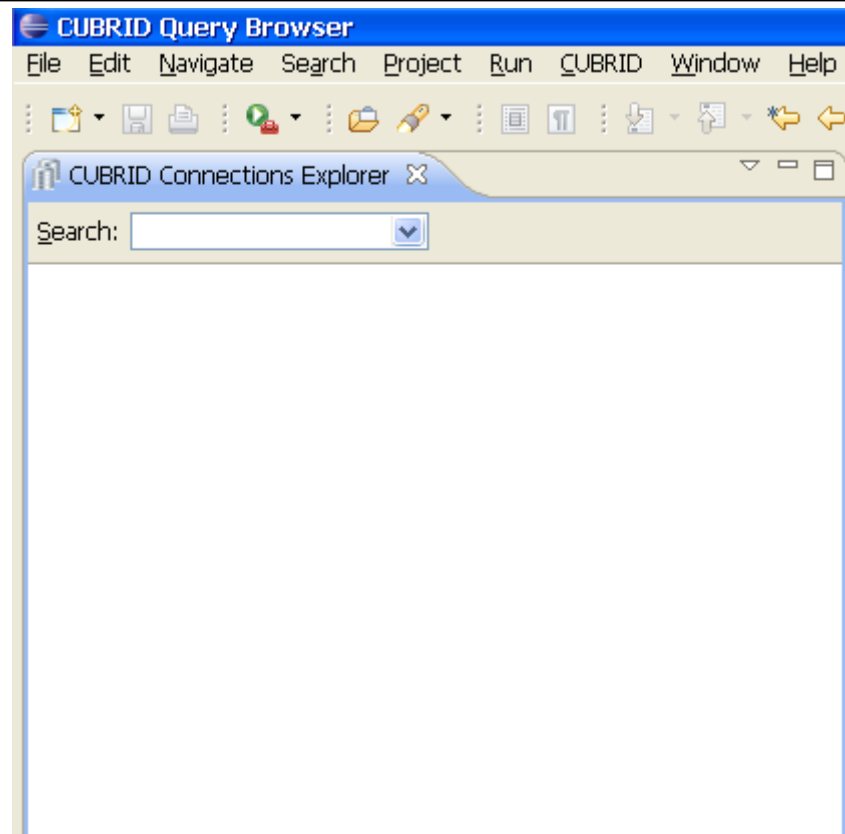 CUBRID Query Browser
File Edit Navigate Search Project Run CUBRID Window Help
CUBRID Connections Explorer
Search: